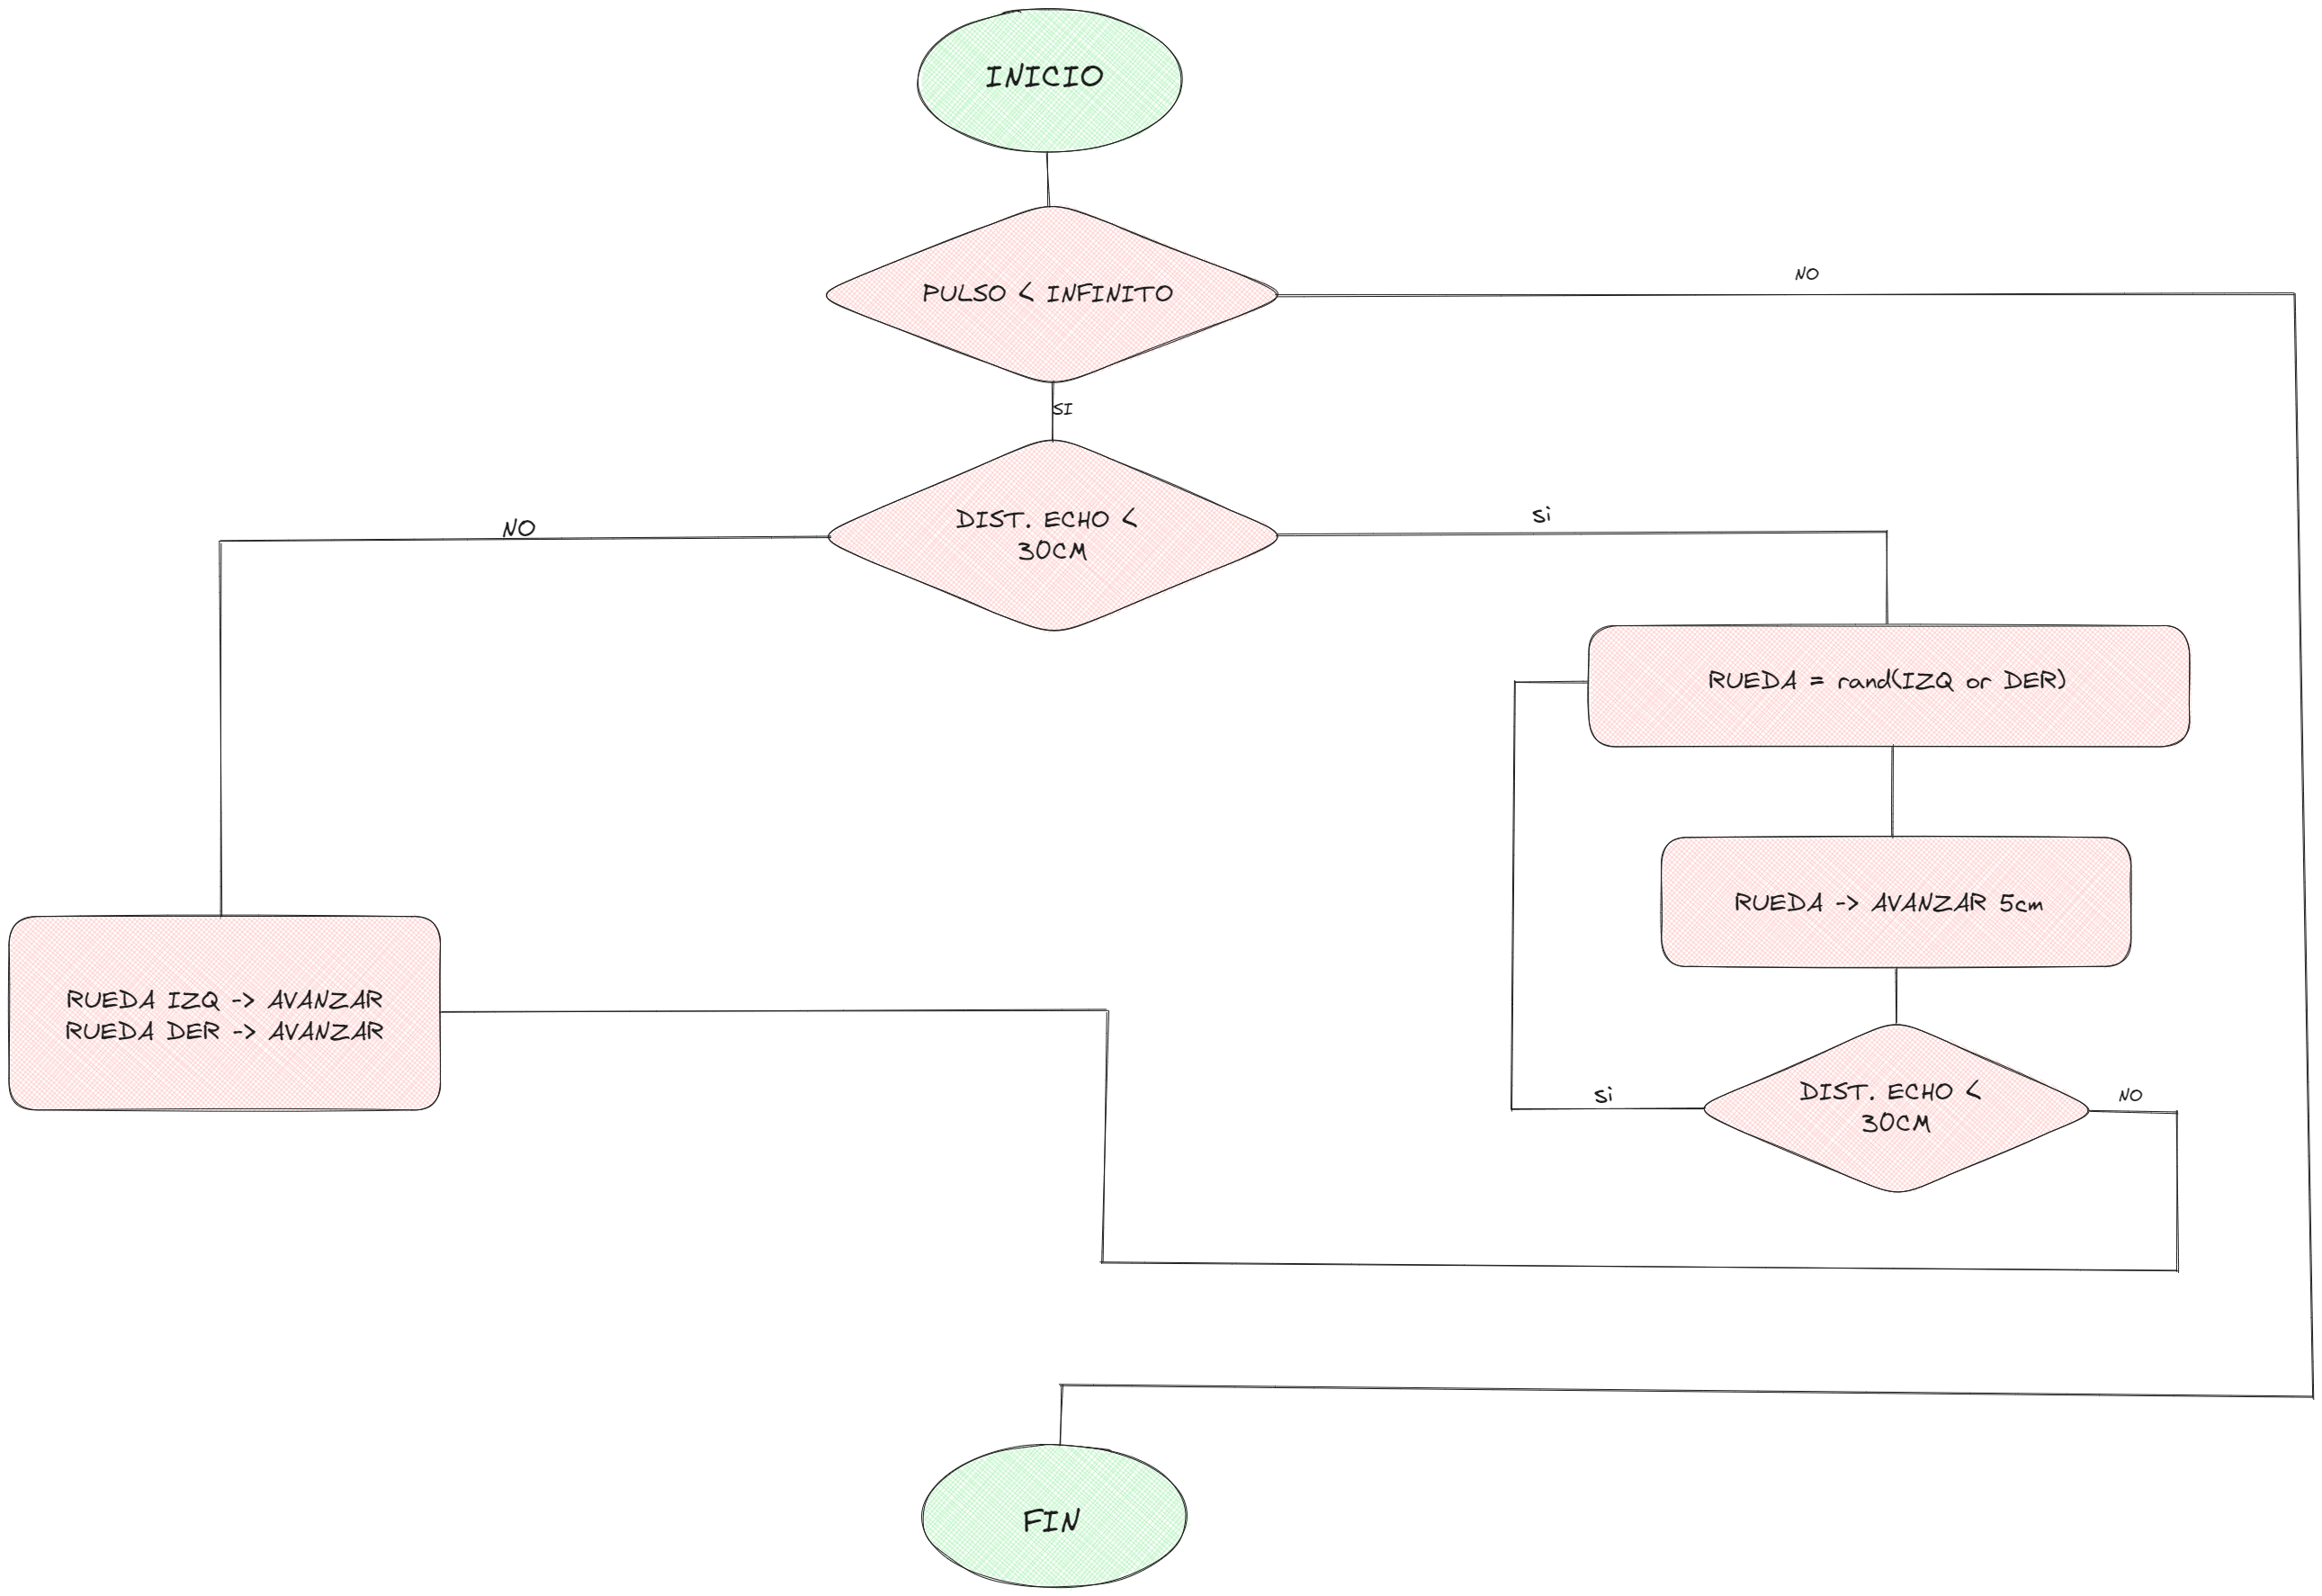 INICIO
PULSO < INFINITO
NO
SI
DIST. ECHO <
30CM
NO
Si
RUEDA = rand(IZQ or DER)
RUEDA -> AVANZAR 5cm
RUEDA IZQ -> AVANZAR
RUEDA DER -> AVANZAR
DIST. ECHO <
30CM
Si
NO
FIN